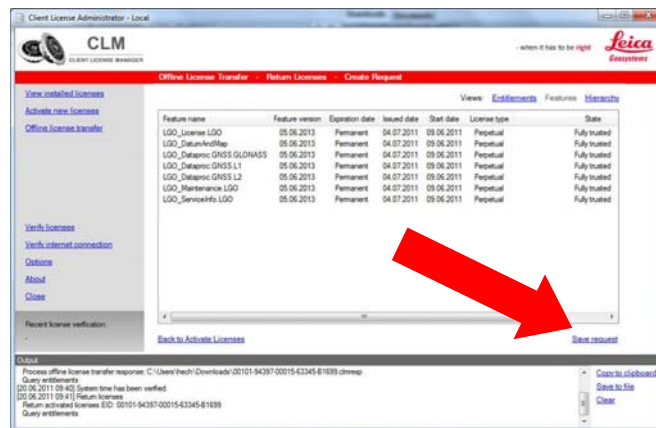 Client License Administrator - Local
CLM
CLIENT LICENSE MANAGER
- when it has to be right
Leica
Geosystems
Offline License Transfer - Return Licenses - Create Request
View installed licenses
Activate new licenses
Offline license transfer
Views: Entitlements Features Hierarchy
Feature name Feature version Expiration date Issued date Start date License type State
LGO_License.LGO 05.06.2013 Permanent 04.07.2011 09.06.2011 Perpetual Fully trusted
LGO_DatumAndMap 05.06.2013 Permanent 04.07.2011 09.06.2011 Perpetual Fully trusted
LGO_Dataproc.GNSS.GLONASS 05.06.2013 Permanent 04.07.2011 09.06.2011 Perpetual Fully trusted
LGO_Dataproc.GNSS.L1 05.06.2013 Permanent 04.07.2011 09.06.2011 Perpetual Fully trusted
LGO_Dataproc.GNSS.L2 05.06.2013 Permanent 04.07.2011 09.06.2011 Perpetual Fully trusted
LGO_Maintenance.LGO 05.06.2013 Permanent 04.07.2011 09.06.2011 Perpetual Fully trusted
LGO_ServiceInfo.LGO 05.06.2013 Permanent 04.07.2011 09.06.2011 Perpetual Fully trusted
Verify licenses
Verify internet connection
Options
About
Close
Recent license verification:
-
Back to Activate Licenses
Save request
Output
Process offline license transfer response: C:\Users\hech\Downloads\00101-94397-00015-63345-B1699.clmresp
Query entitlements
[20.06.2011 09:40] System time has been verified.
[20.06.2011 09:41] Return licenses
Return activated licenses EID: 00101-94397-00015-63345-B1699
Query entitlements
Copy to clipboard
Save to file
Clear